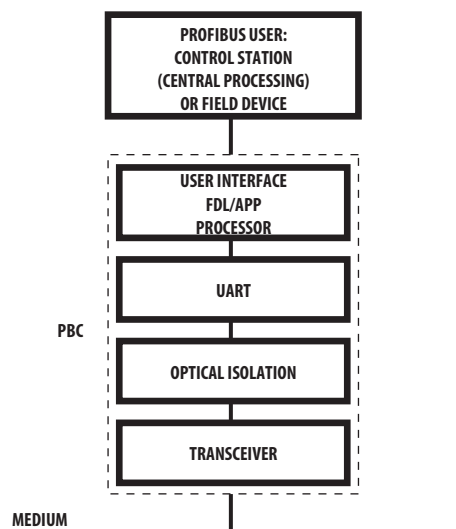 PROFIBUS USER:
CONTROL STATION
(CENTRAL PROCESSING)
OR FIELD DEVICE
USER INTERFACE
FDL/APP
PROCESSOR
UART
PBC
OPTICAL ISOLATION
TRANSCEIVER
MEDIUM